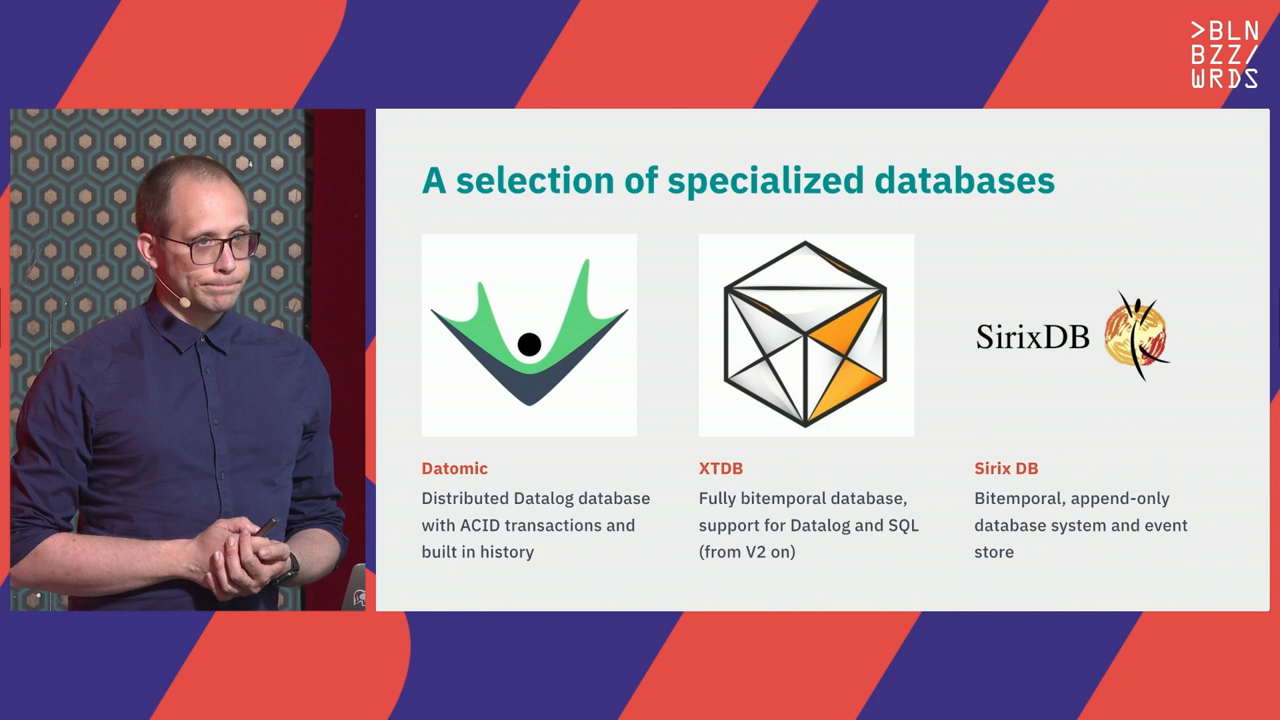 >BLN
BZZ/
WRDS
A selection of specialized databases
SirixDB
Datomic
Distributed Datalog database
with ACID transactions and
built in history
XTDB
Fully bitemporal database,
support for Datalog and SQL
(from V2 on)
Sirix DB
Bitemporal, append-only
database system and event
store